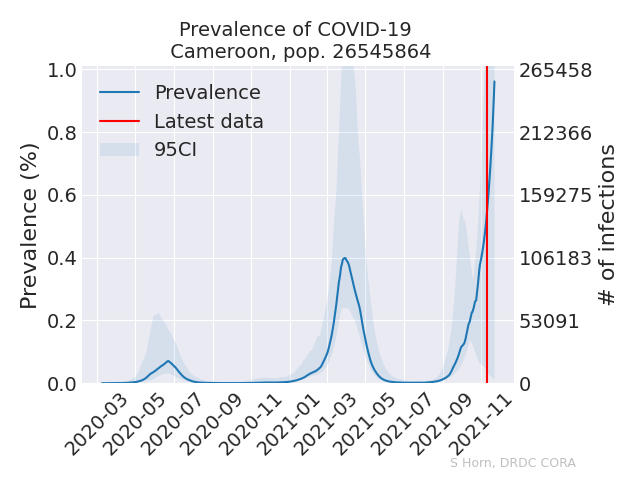 Prevalence of COVID-19
Cameroon, pop. 26545864
Prevalence
Latest data
95CI
1.0
0.8
0.6
0.4
0.2
0.0
Prevalence (%)
265458
212366
159275
106183
53091
0
# of infections
2020-03
2020-05
2020-07
2020-09
2020-11
2021-01
2021-03
2021-05
2021-07
2021-09
2021-11
S Horn, DRDC CORA